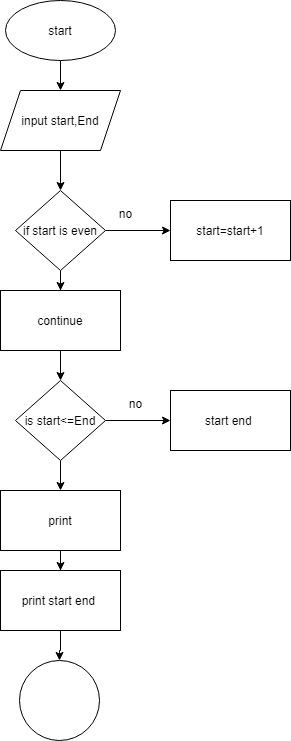 start
input start,End
if start is even
no
start=start+1
continue
is start<=End
no
start end
print
print start end